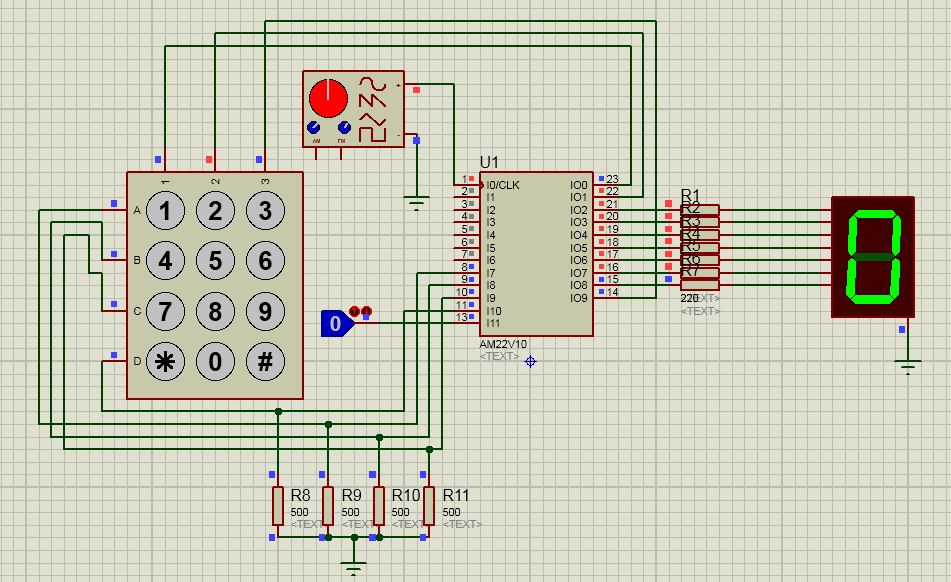 U1
AM FM
+
-
1 2 3
A 1 2 3
B 4 5 6
C 7 8 9
D * 0 #
1 I0/CLK IO0 23
2 I1 IO1 22
3 I2 IO2 21
4 I3 IO3 20
5 I4 IO4 19
6 I5 IO5 18
7 I6 IO6 17
8 I7 IO7 16
9 I8 IO8 15
10 I9 IO9 14
11 I10
13 I11
AM22V10
<TEXT>
0
R1
R2
R3
R4
R5
R6
R7
220
<TEXT>
R8 R9 R10 R11
500 500 500 500
<TEXT> <TEXT> <TEXT> <TEXT>
0